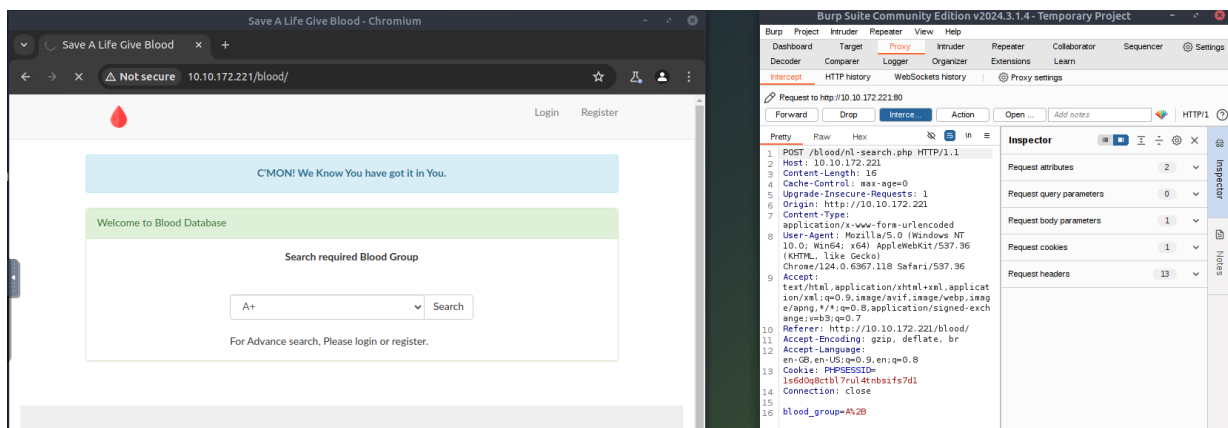 Save A Life Give Blood - Chromium
Save A Life Give Blood
Not secure 10.10.172.221/blood/
Login Register
C'MON! We Know You have got it in You.
Welcome to Blood Database
Search required Blood Group
A+ Search
For Advance search, Please login or register.
Burp Suite Community Edition v2024.3.1.4 - Temporary Project
Burp Project Intruder Repeater View Help
Dashboard Target Proxy Intruder Repeater Collaborator Sequencer Settings
Decoder Comparer Logger Organizer Extensions Learn
Intercept HTTP history WebSockets history Proxy settings
Request to http://10.10.172.221:80
Forward Drop Interce... Action Open ... Add notes HTTP/1
Pretty Raw Hex \n
1 POST /blood/nl-search.php HTTP/1.1
2 Host: 10.10.172.221
3 Content-Length: 16
4 Cache-Control: max-age=0
5 Upgrade-Insecure-Requests: 1
6 Origin: http://10.10.172.221
7 Content-Type:
application/x-www-form-urlencoded
8 User-Agent: Mozilla/5.0 (Windows NT
10.0; Win64; x64) AppleWebKit/537.36
(KHTML, like Gecko)
Chrome/124.0.6367.118 Safari/537.36
9 Accept:
text/html,application/xhtml+xml,applicat
ion/xml;q=0.9,image/avif,image/webp,imag
e/apng,*/*;q=0.8,application/signed-exch
ange;v=b3;q=0.7
10 Referer: http://10.10.172.221/blood/
11 Accept-Encoding: gzip, deflate, br
12 Accept-Language:
en-GB,en-US;q=0.9,en;q=0.8
13 Cookie: PHPSESSID=
1s6d0q8ctbl7rul4tnbsifs7d1
14 Connection: close
15
16 blood_group=A%2B
Inspector
Request attributes 2
Request query parameters 0
Request body parameters 1
Request cookies 1
Request headers 13
Inspector
Notes